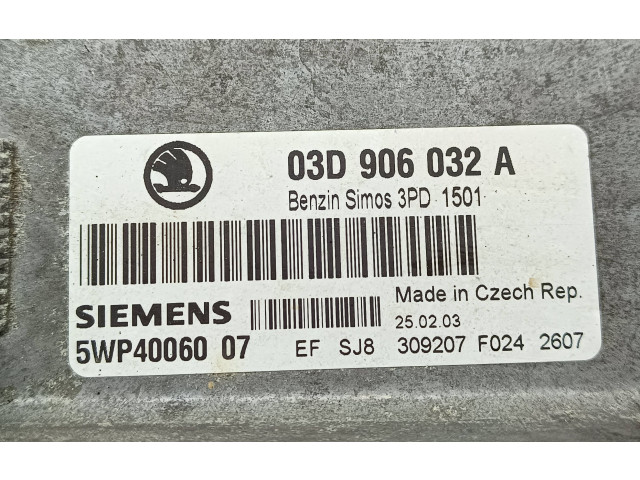 03D 906 032 A
Benzin Simos 3PD 1501
SIEMENS
Made in Czech Rep.
25.02.03
5WP40060 07 EF SJ8 309207 F024 2607